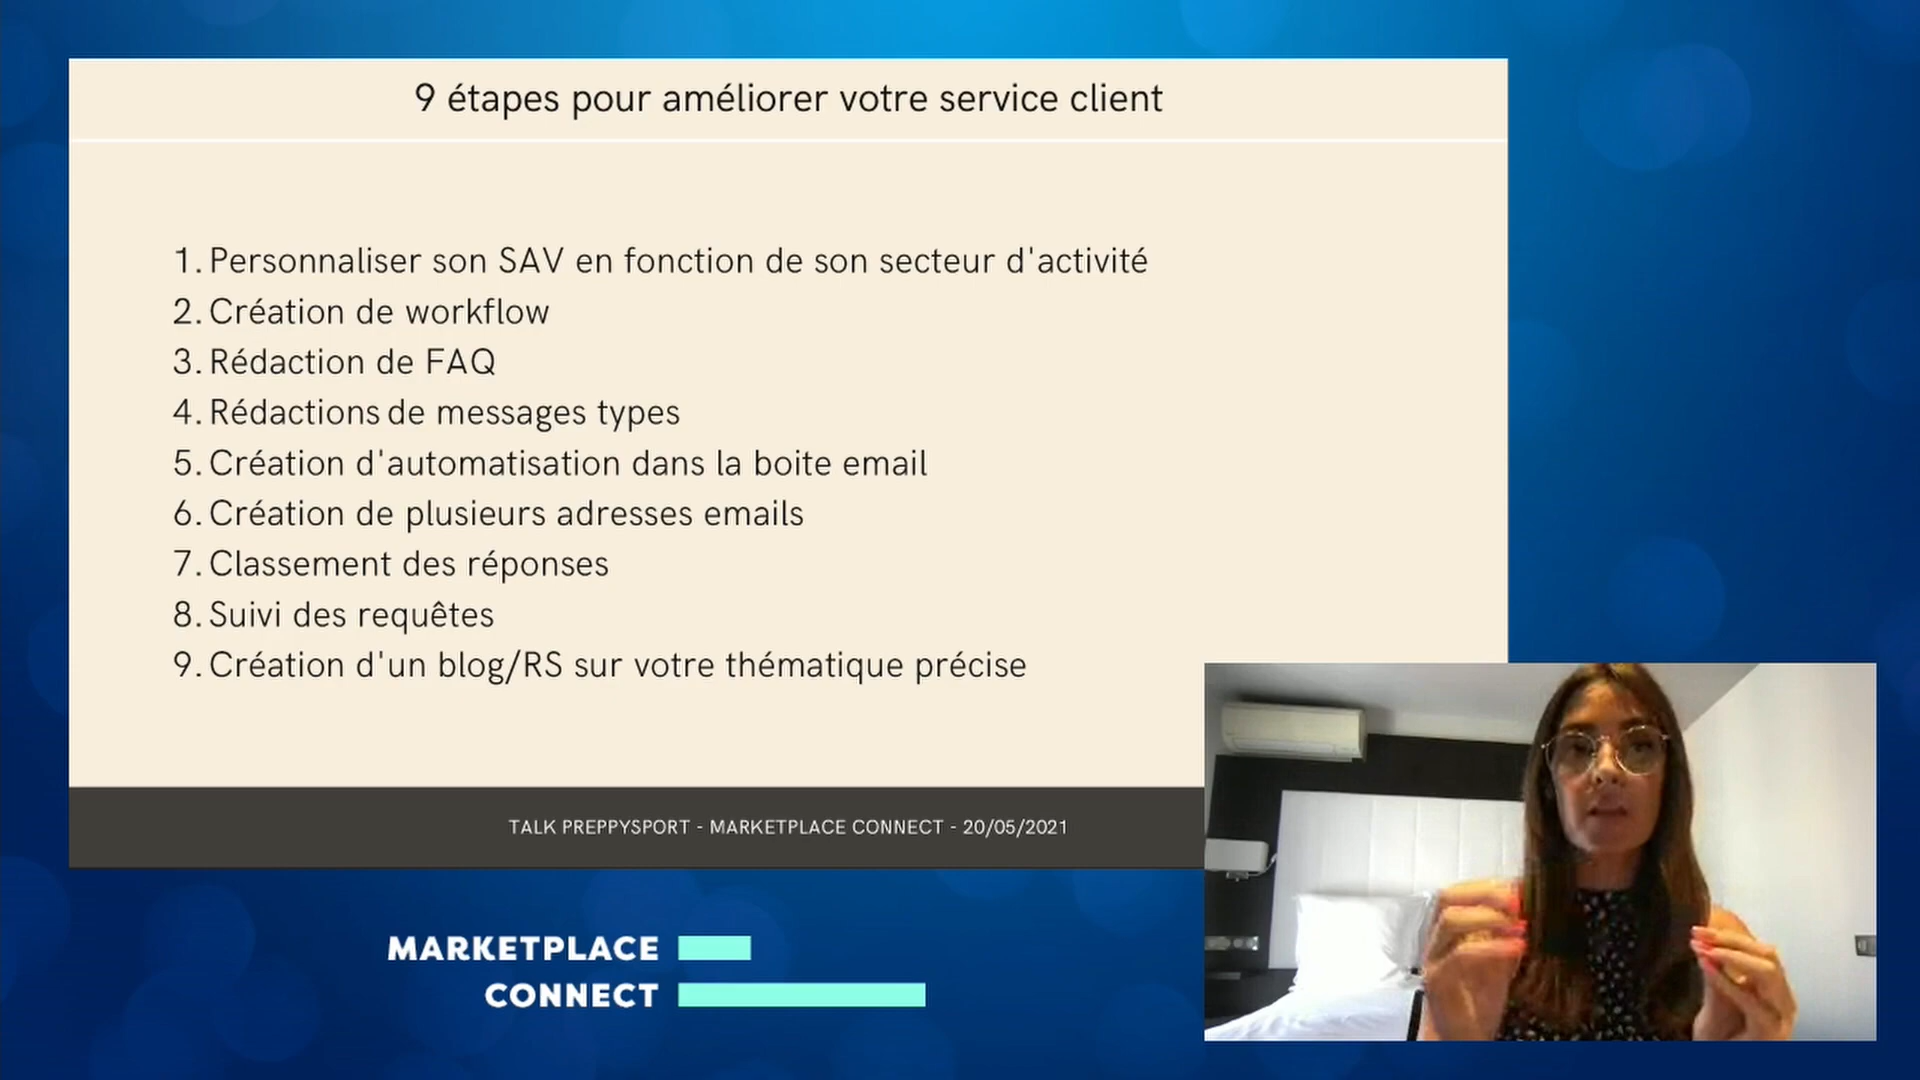 9 étapes pour améliorer votre service client
1. Personnaliser son SAV en fonction de son secteur d'activité
2. Création de workflow
3. Rédaction de FAQ
4. Rédactions de messages types
5. Création d'automatisation dans la boite email
6. Création de plusieurs adresses emails
7. Classement des réponses
8. Suivi des requêtes
9. Création d'un blog/RS sur votre thématique précise
TALK PREPPYSPORT - MARKETPLACE CONNECT - 20/05/2021
MARKETPLACE
CONNECT